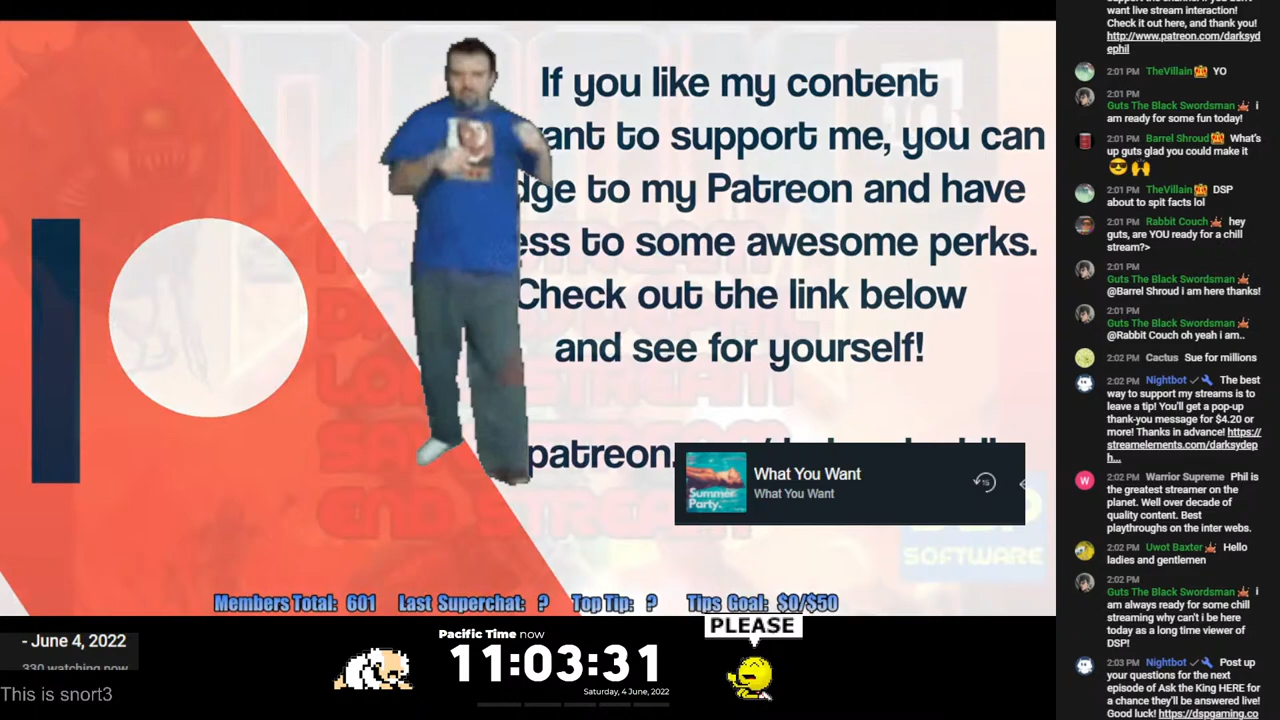 If you like my content
want to support me, you can
dge to my Patreon and have
ess to some awesome perks.
Check out the link below
and see for yourself!
patreon.
Summer
Party.
What You Want
What You Want
15
SOFTWARE
Members Total: 601 Last Superchat: ? Top Tip: ? Tips Goal: $0/$50
- June 4, 2022
330 watching now
This is snort3
Pacific Time now
11:03:31
Saturday, 4 June, 2022
PLEASE
want live stream interaction!
Check it out here, and thank you!
http://www.patreon.com/darksyd
ephil
2:01 PM TheVillain YO
2:01 PM
Guts The Black Swordsman i
am ready for some fun today!
2:01 PM Barrel Shroud What's
up guts glad you could make it
2:01 PM TheVillain DSP
about to spit facts lol
2:01 PM Rabbit Couch hey
guts, are YOU ready for a chill
stream?>
2:01 PM
Guts The Black Swordsman
@Barrel Shroud i am here thanks!
2:01 PM
Guts The Black Swordsman
@Rabbit Couch oh yeah i am..
2:02 PM Cactus Sue for millions
2:02 PM Nightbot The best
way to support my streams is to
leave a tip! You'll get a pop-up
thank-you message for $4.20 or
more! Thanks in advance! https://
streamelements.com/darksydep
h...
W
2:02 PM Warrior Supreme Phil is
the greatest streamer on the
planet. Well over decade of
quality content. Best
playthroughs on the inter webs.
2:02 PM Uwot Baxter Hello
ladies and gentlemen
2:02 PM
Guts The Black Swordsman i
am always ready for some chill
streaming why can't i be here
today as a long time viewer of
DSP!
2:03 PM Nightbot Post up
your questions for the next
episode of Ask the King HERE for
a chance they'll be answered live!
Good luck! https://dspgaming.co